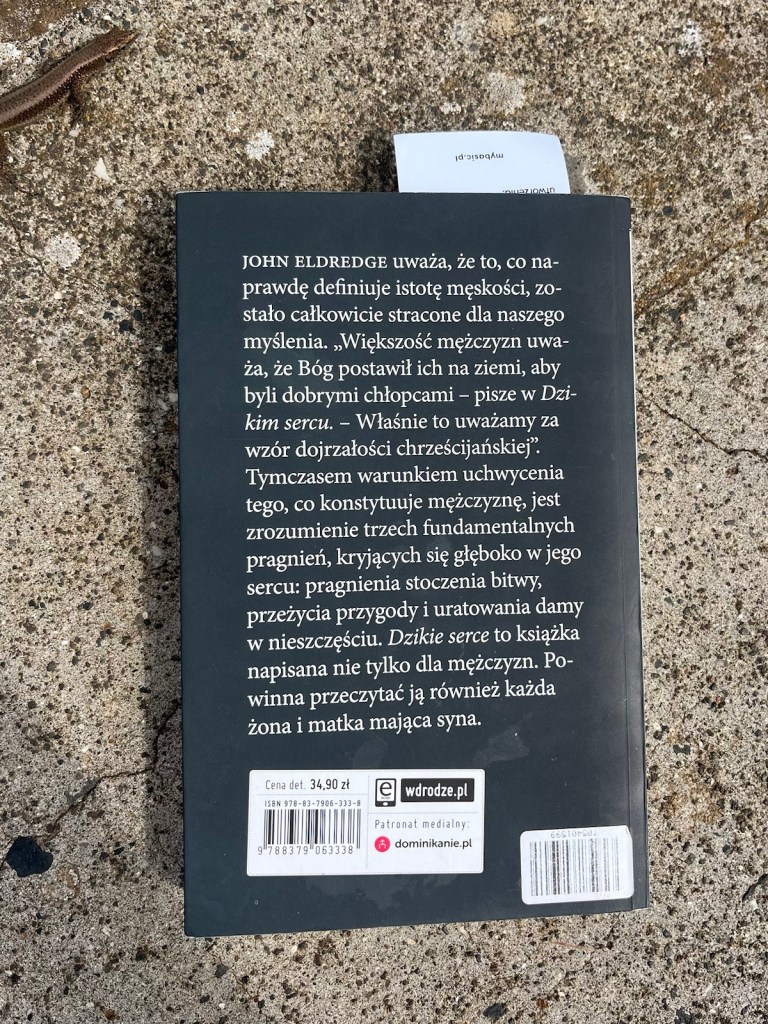 mybasic.pl
utworzenia.
JOHN ELDREDGE uważa, że to, co na-
prawdę definiuje istotę męskości, zo-
stało całkowicie stracone dla naszego
myślenia. „Większość mężczyzn uwa-
ża, że Bóg postawił ich na ziemi, aby
byli dobrymi chłopcami – pisze w Dzi-
kim sercu. – Właśnie to uważamy za
wzór dojrzałości chrześcijańskiej”.
Tymczasem warunkiem uchwycenia
tego, co konstytuuje mężczyznę, jest
zrozumienie trzech fundamentalnych
pragnień, kryjących się głęboko w jego
sercu: pragnienia stoczenia bitwy,
przeżycia przygody i uratowania damy
w nieszczęściu. Dzikie serce to książka
napisana nie tylko dla mężczyzn. Po-
winna przeczytać ją również każda
żona i matka mająca syna.
Cena det. 34,90 zł
ISBN 978-83-7906-333-8
9 788379 063338
e wdrodze.pl
Patronat medialny:
dominikanie.pl